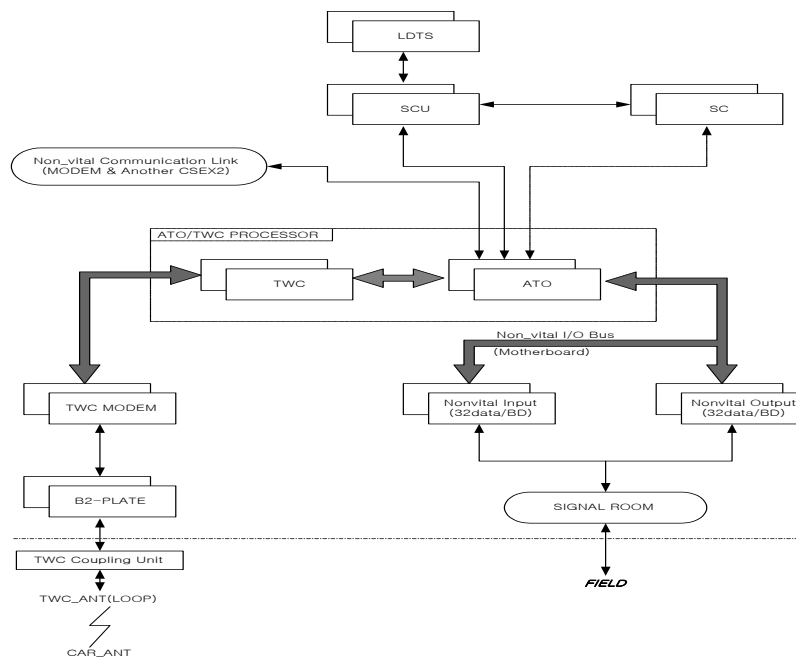 LDTS
SCU
SC
Non_vital Communication Link
(MODEM & Another CSEX2)
ATO/TWC PROCESSOR
TWC
ATO
Non_vital I/O Bus
(Motherboard)
TWC MODEM
Nonvital Input
(32data/BD)
Nonvital Output
(32data/BD)
B2-PLATE
SIGNAL ROOM
TWC Coupling Unit
FIELD
TWC_ANT(LOOP)
CAR_ANT